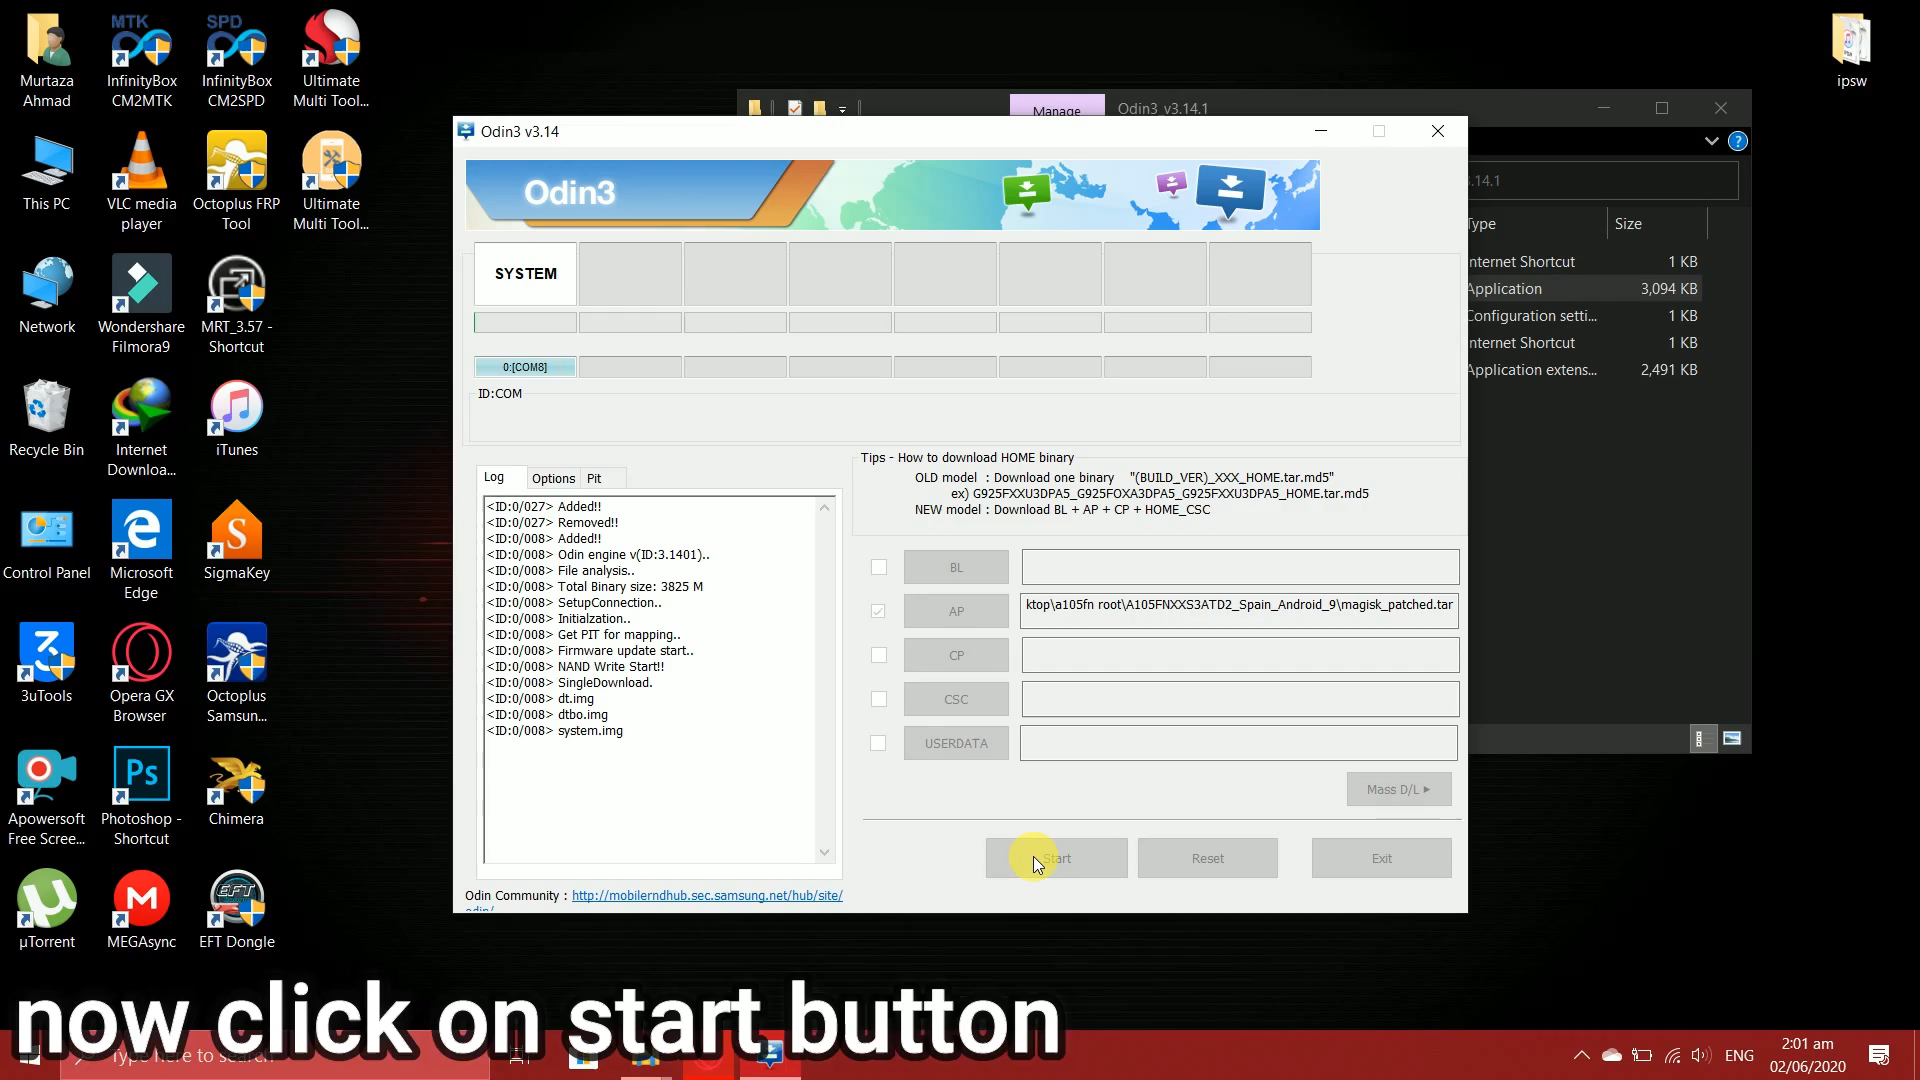 Murtaza
Ahmad
MTK
InfinityBox
CM2MTK
SPD
InfinityBox
CM2SPD
Ultimate
Multi Tool...
This PC
VLC media
player
Octoplus FRP
Tool
Ultimate
Multi Tool...
Network
Wondershare
Filmora9
MRT_3.57 -
Shortcut
Recycle Bin
Internet
Downloa...
iTunes
Control Panel
Microsoft
Edge
SigmaKey
3uTools
Opera GX
Browser
Octoplus
Samsun...
Apowersoft
Free Scree...
Ps
Photoshop -
Shortcut
Chimera
µTorrent
MEGAsync
EFT
EFT Dongle
ipsw
Manage
Odin3_v3.14.1
.14.1
Type
Size
Internet Shortcut 1 KB
Application 3,094 KB
Configuration setti... 1 KB
Internet Shortcut 1 KB
Application extens... 2,491 KB
Odin3 v3.14
Odin3
SYSTEM
0:[COM8]
ID:COM
Log
Options
Pit
<ID:0/027> Added!!
<ID:0/027> Removed!!
<ID:0/008> Added!!
<ID:0/008> Odin engine v(ID:3.1401)..
<ID:0/008> File analysis..
<ID:0/008> Total Binary size: 3825 M
<ID:0/008> SetupConnection..
<ID:0/008> Initialzation..
<ID:0/008> Get PIT for mapping..
<ID:0/008> Firmware update start..
<ID:0/008> NAND Write Start!!
<ID:0/008> SingleDownload.
<ID:0/008> dt.img
<ID:0/008> dtbo.img
<ID:0/008> system.img
Tips - How to download HOME binary
OLD model : Download one binary "(BUILD_VER)_XXX_HOME.tar.md5"
ex) G925FXXU3DPA5_G925FOXA3DPA5_G925FXXU3DPA5_HOME.tar.md5
NEW model : Download BL + AP + CP + HOME_CSC
BL
AP
ktop\a105fn root\A105FNXXS3ATD2_Spain_Android_9\magisk_patched.tar
CP
CSC
USERDATA
Mass D/L
Start
Reset
Exit
Odin Community : http://mobilerndhub.sec.samsung.net/hub/site/
odin/
now click on start button
Type here to search
ENG
2:01 am
02/06/2020